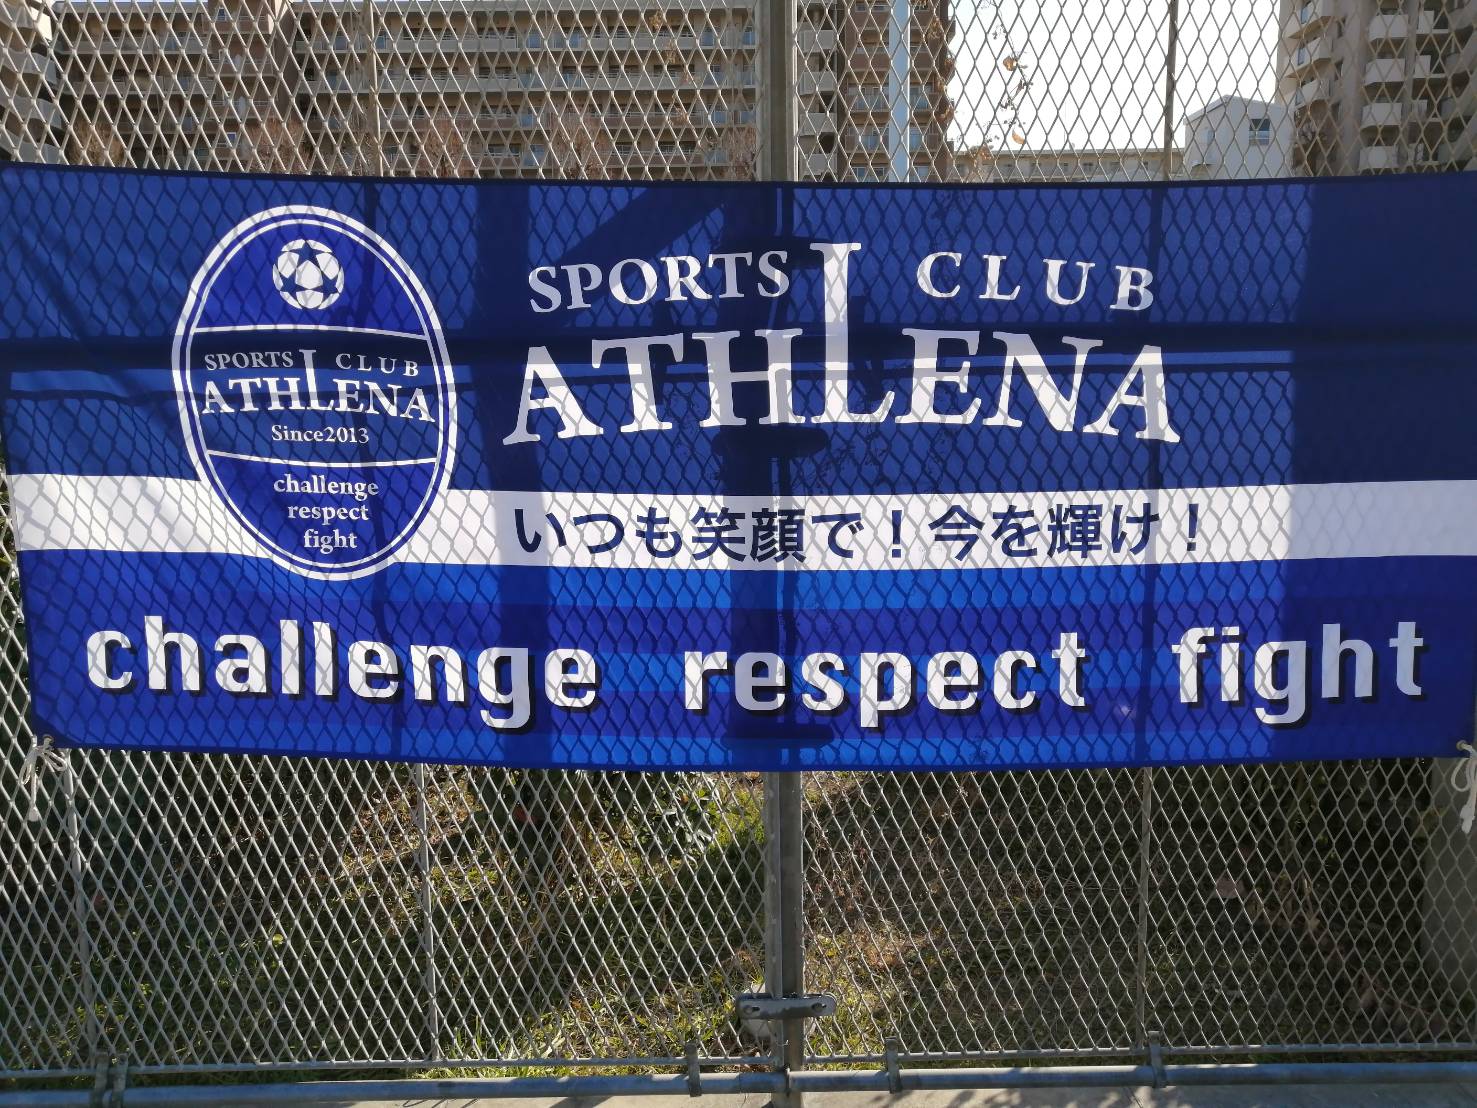 SPORTS CLUB
ATHLENA
Since2013
challenge
respect
fight
SPORTS CLUB
ATHLENA
いつも笑顔で！今を輝け！
challenge respect fight